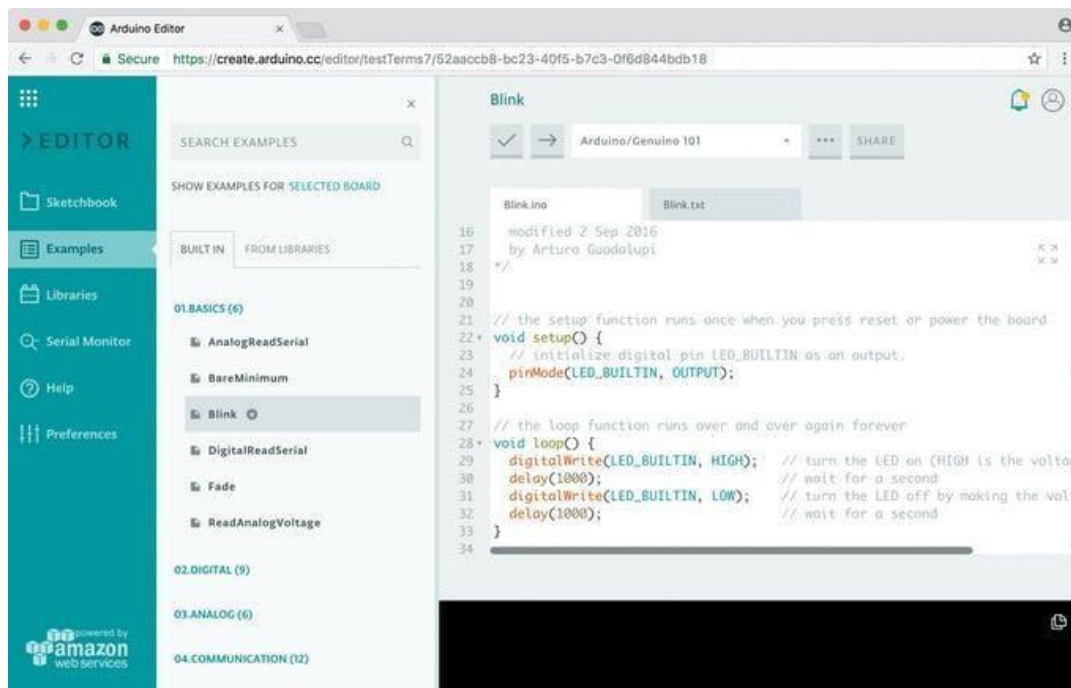 Arduino Editor
Secure https://create.arduino.cc/editor/testTerms7/52aaccb8-bc23-40f5-b7c3-0f6d844bdb18
>EDITOR
Sketchbook
Examples
Libraries
Serial Monitor
Help
Preferences
powered by
amazon
web services
SEARCH EXAMPLES
SHOW EXAMPLES FOR SELECTED BOARD
BUILT IN FROM LIBRARIES
01.BASICS (6)
AnalogReadSerial
BareMinimum
Blink
DigitalReadSerial
Fade
ReadAnalogVoltage
02.DIGITAL (9)
03.ANALOG (6)
04.COMMUNICATION (12)
Blink
Arduino/Genuino 101 SHARE
Blink.ino Blink.txt
16 modified 2 Sep 2016
17 by Arturo Guadalupi
18 */
19
20
21 // the setup function runs once when you press reset or power the board
22 void setup() {
23 // initialize digital pin LED_BUILTIN as an output.
24 pinMode(LED_BUILTIN, OUTPUT);
25 }
26
27 // the loop function runs over and over again forever
28 void loop() {
29 digitalWrite(LED_BUILTIN, HIGH); // turn the LED on (HIGH is the volta
30 delay(1000); // wait for a second
31 digitalWrite(LED_BUILTIN, LOW); // turn the LED off by making the vol
32 delay(1000); // wait for a second
33 }
34